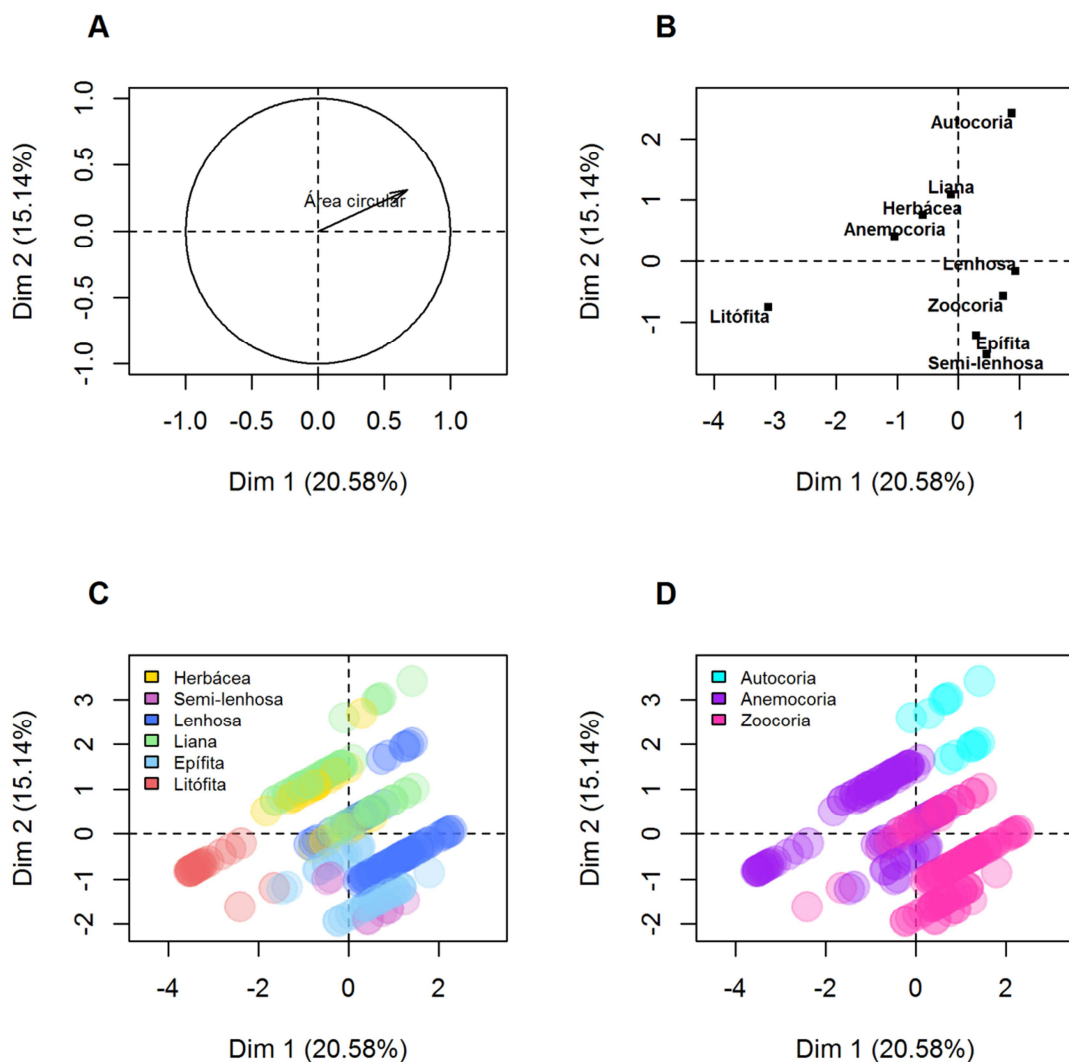 A
Dim 2 (15.14%)
1.0
0.5
0.0
-0.5
-1.0
Área circular
-1.0 -0.5 0.0 0.5 1.0
Dim 1 (20.58%)
B
Dim 2 (15.14%)
2
1
0
-1
Autocoria
Liana
Herbácea
Anemocoria
Lenhosa
Zoocoria
Litófita
Epífita
Semi-lenhosa
-4 -3 -2 -1 0 1
Dim 1 (20.58%)
C
Dim 2 (15.14%)
3
2
1
0
-1
-2
Herbácea
Semi-lenhosa
Lenhosa
Liana
Epífita
Litófita
-4 -2 0 2
Dim 1 (20.58%)
D
Dim 2 (15.14%)
3
2
1
0
-1
-2
Autocoria
Anemocoria
Zoocoria
-4 -2 0 2
Dim 1 (20.58%)